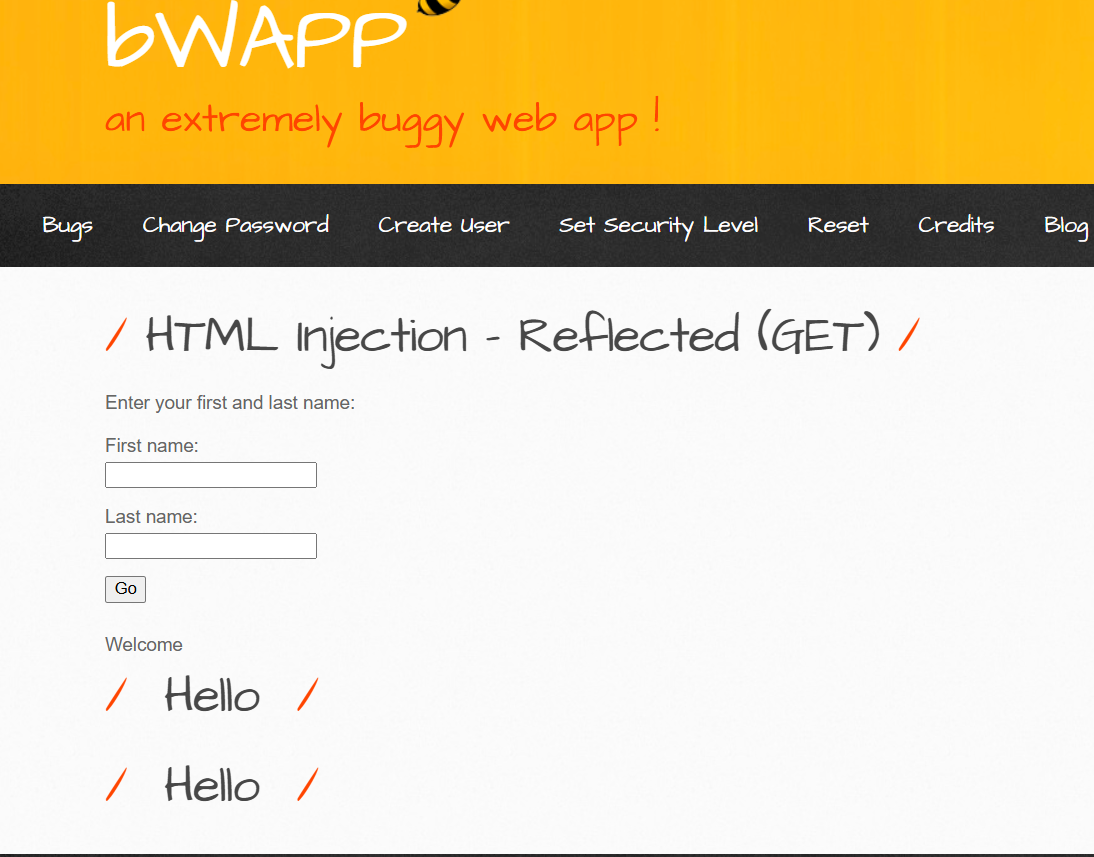 bWAPP
an extremely buggy web app !
Bugs Change Password Create User Set Security Level Reset Credits Blog
/ HTML Injection - Reflected (GET) /
Enter your first and last name:
First name:
Last name:
Go
Welcome
/ Hello /
/ Hello /